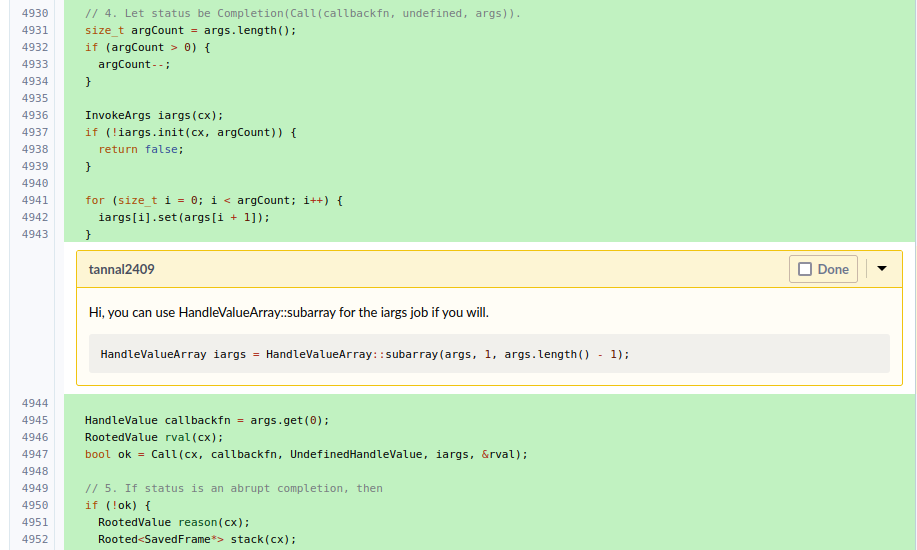 4930 // 4. Let status be Completion(Call(callbackfn, undefined, args)).
4931 size_t argCount = args.length();
4932 if (argCount > 0) {
4933 argCount--;
4934 }
4935
4936 InvokeArgs iargs(cx);
4937 if (!iargs.init(cx, argCount)) {
4938 return false;
4939 }
4940
4941 for (size_t i = 0; i < argCount; i++) {
4942 iargs[i].set(args[i + 1]);
4943 }
tannal2409 Done
Hi, you can use HandleValueArray::subarray for the iargs job if you will.
HandleValueArray iargs = HandleValueArray::subarray(args, 1, args.length() - 1);
4944
4945 HandleValue callbackfn = args.get(0);
4946 RootedValue rval(cx);
4947 bool ok = Call(cx, callbackfn, UndefinedHandleValue, iargs, &rval);
4948
4949 // 5. If status is an abrupt completion, then
4950 if (!ok) {
4951 RootedValue reason(cx);
4952 Rooted<SavedFrame*> stack(cx);